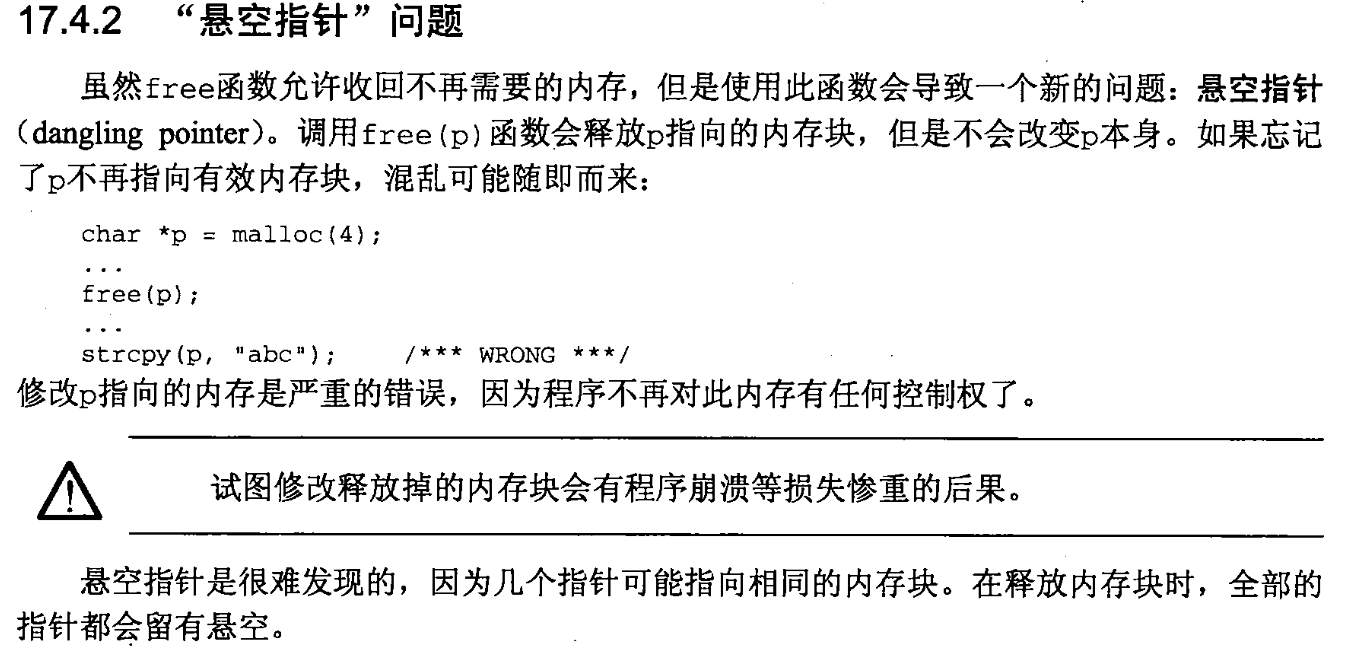 17.4.2 “悬空指针”问题
虽然free函数允许收回不再需要的内存，但是使用此函数会导致一个新的问题：悬空指针
（dangling pointer）。调用free(p)函数会释放p指向的内存块，但是不会改变p本身。如果忘记
了p不再指向有效内存块，混乱可能随即而来：
char *p = malloc(4);
...
free(p);
...
strcpy(p, "abc"); /*** WRONG ***/
修改p指向的内存是严重的错误，因为程序不再对此内存有任何控制权了。
试图修改释放掉的内存块会有程序崩溃等损失惨重的后果。
悬空指针是很难发现的，因为几个指针可能指向相同的内存块。在释放内存块时，全部的
指针都会留有悬空。